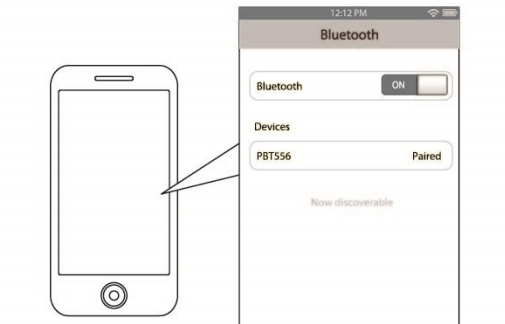 12:12 PM
Bluetooth
Bluetooth ON
Devices
PBT556 Paired
Now discoverable